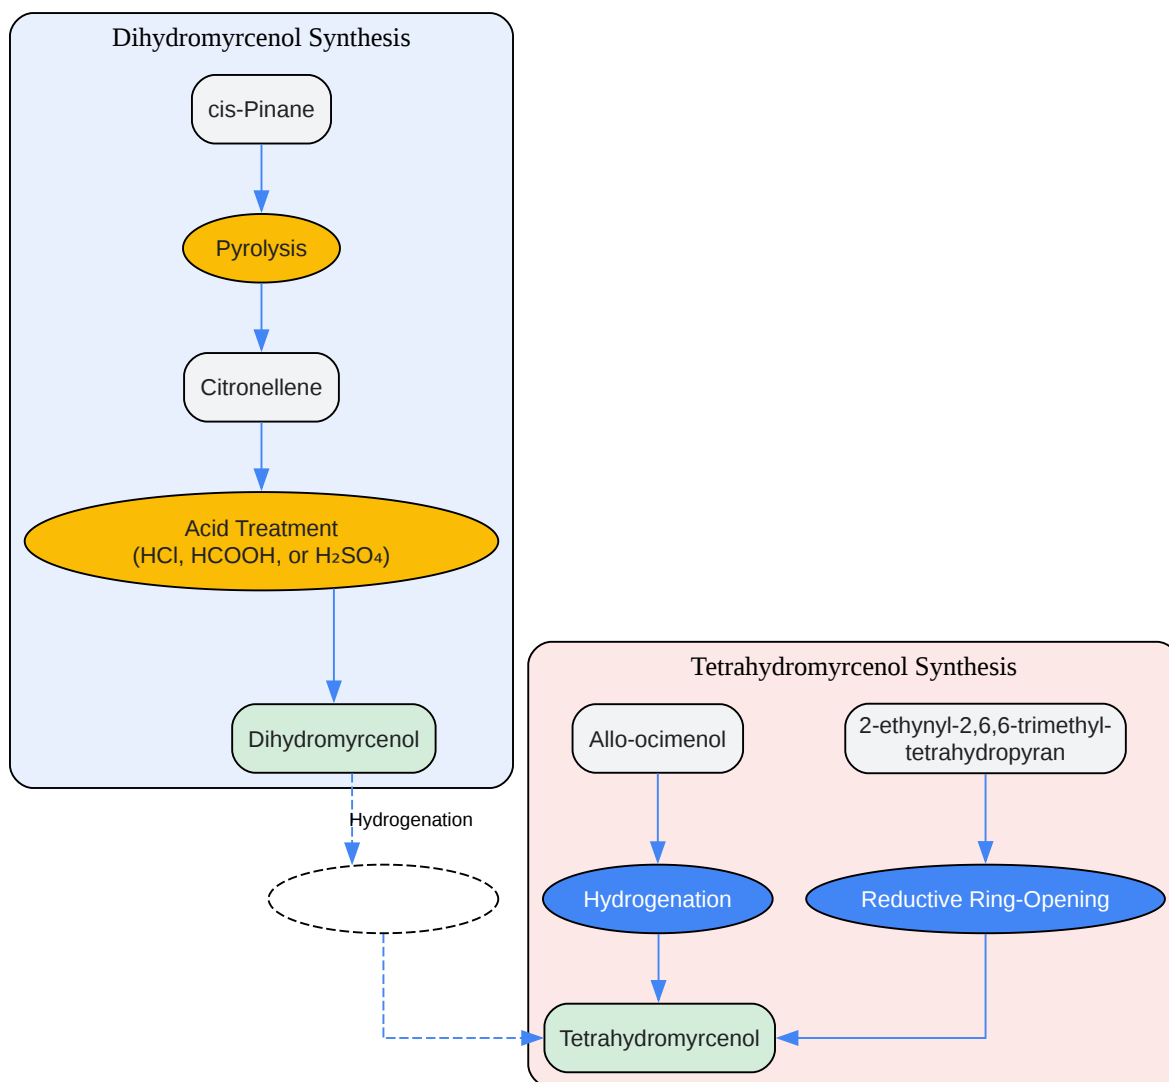 Dihydromyrcenol Synthesis
cis-Pinane
Pyrolysis
Citronellene
Acid Treatment
(HCl, HCOOH, or H₂SO₄)
Dihydromyrcenol
Hydrogenation
Tetrahydromyrcenol Synthesis
Allo-ocimenol
2-ethynyl-2,6,6-trimethyl-
tetrahydropyran
Hydrogenation
Reductive Ring-Opening
Tetrahydromyrcenol